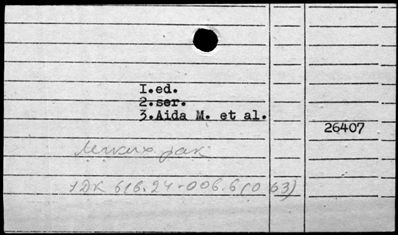 I.ed.
2.ser.
3.Aida M. et al.
26407
легких рак
УДК 616.24-006.6(063)